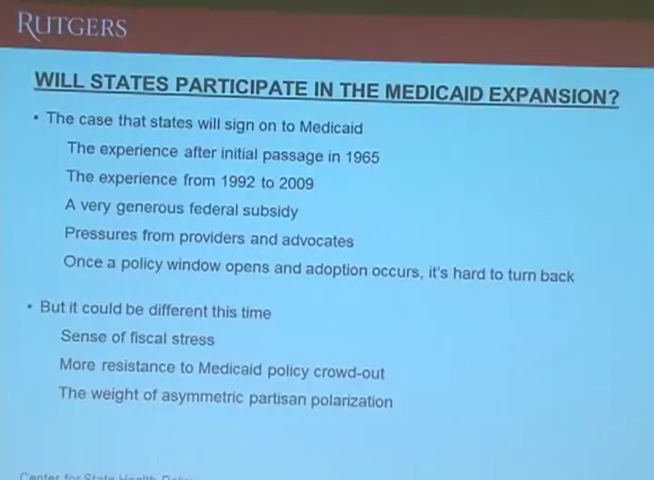 RUTGERS
WILL STATES PARTICIPATE IN THE MEDICAID EXPANSION?
• The case that states will sign on to Medicaid
The experience after initial passage in 1965
The experience from 1992 to 2009
A very generous federal subsidy
Pressures from providers and advocates
Once a policy window opens and adoption occurs, it's hard to turn back
• But it could be different this time
Sense of fiscal stress
More resistance to Medicaid policy crowd-out
The weight of asymmetric partisan polarization
Center for State Health Policy